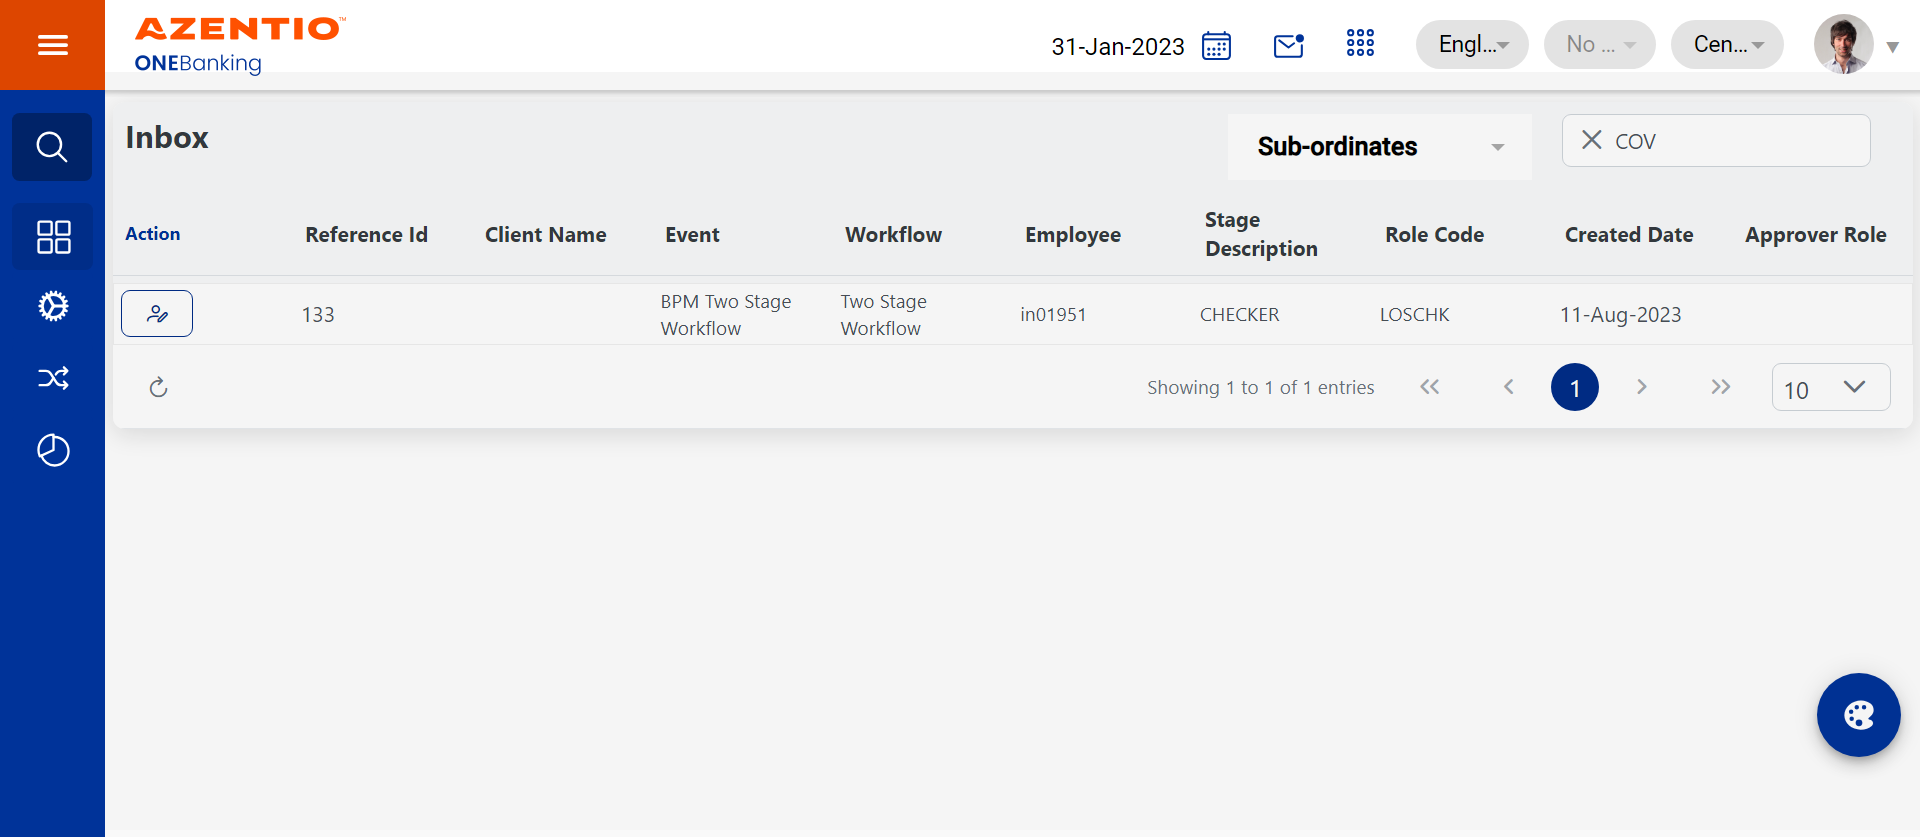 AZENTIO™
ONEBanking
31-Jan-2023
Engl...
No ...
Cen...
Inbox
Sub-ordinates
COV
Action
Reference Id
Client Name
Event
Workflow
Employee
Stage
Description
Role Code
Created Date
Approver Role
133
BPM Two Stage
Workflow
Two Stage
Workflow
in01951
CHECKER
LOSCHK
11-Aug-2023
Showing 1 to 1 of 1 entries
1
10